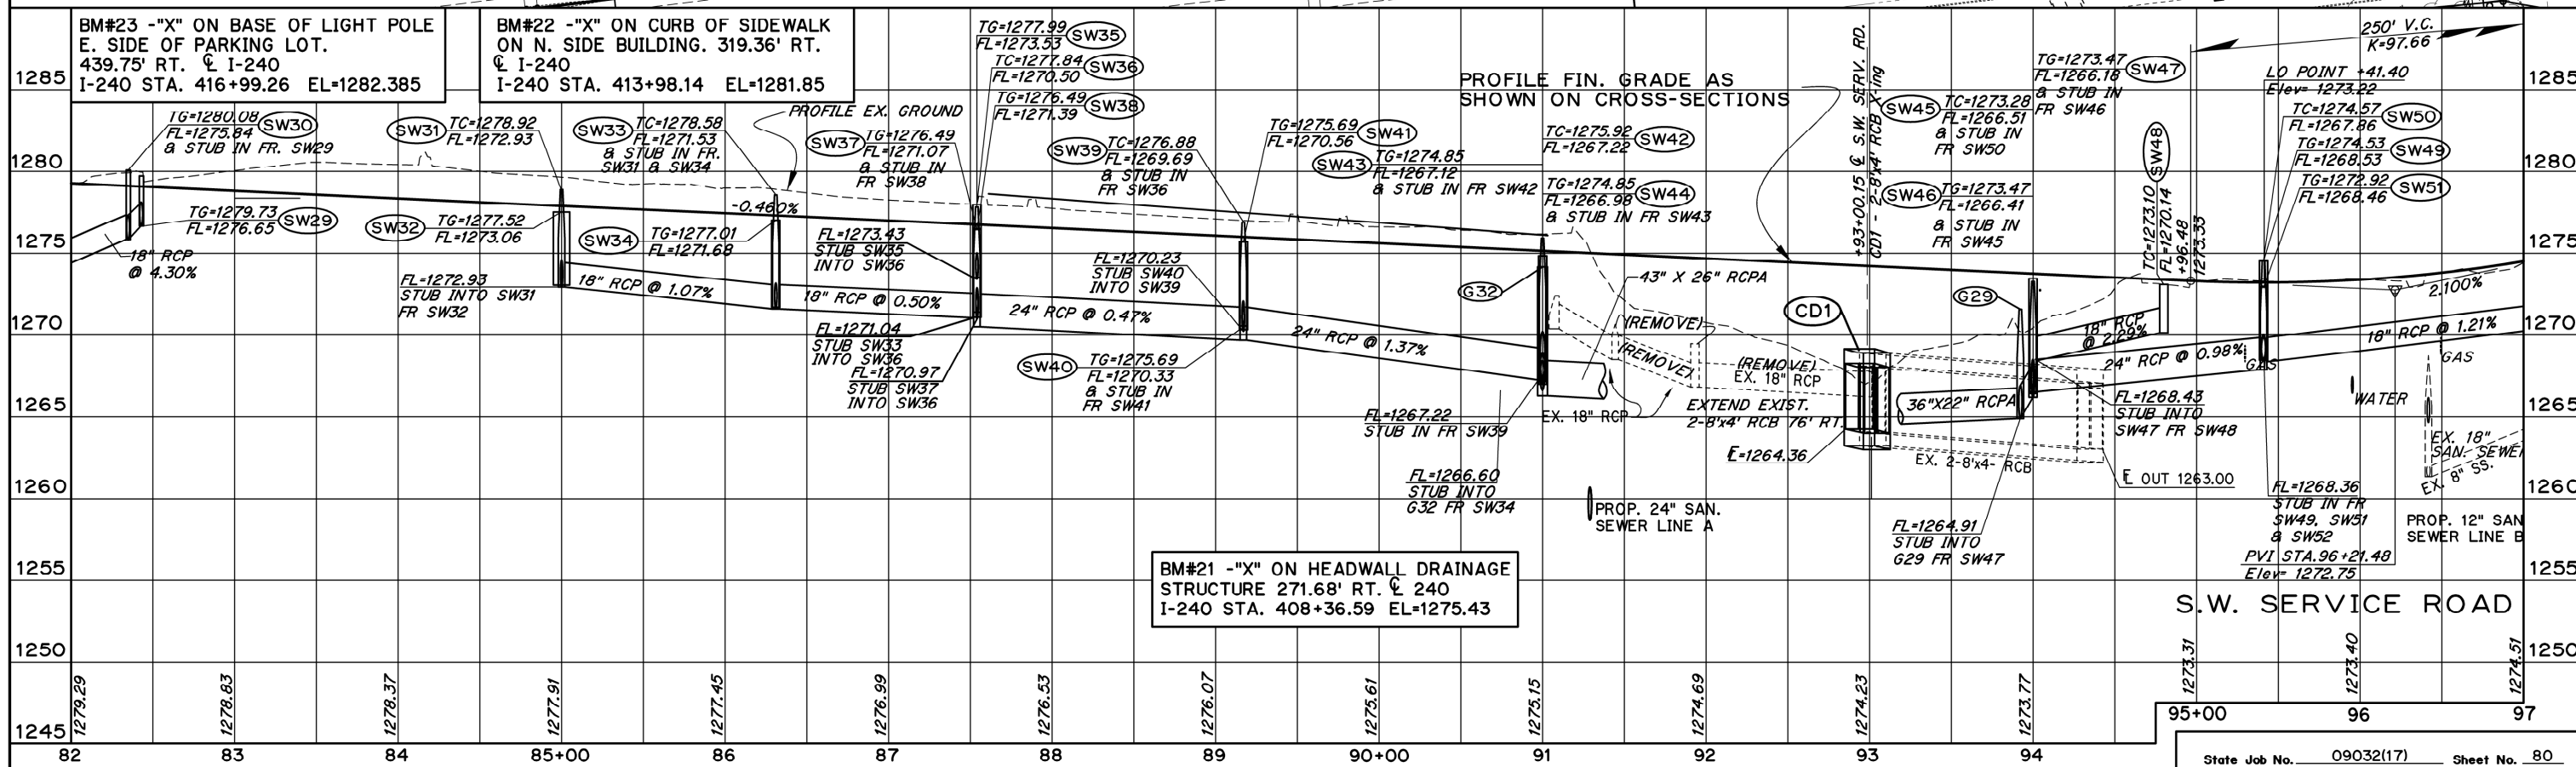 BM#23 -"X" ON BASE OF LIGHT POLE
E. SIDE OF PARKING LOT.
439.75' RT. ℄ I-240
I-240 STA. 416+99.26 EL=1282.385
BM#22 -"X" ON CURB OF SIDEWALK
ON N. SIDE BUILDING. 319.36' RT.
℄ I-240
I-240 STA. 413+98.14 EL=1281.85
TG=1277.99
FL=1273.53
SW35
TC=1277.84
FL=1270.50
SW36
TG=1276.49
FL=1271.39
SW38
PROFILE FIN. GRADE AS
SHOWN ON CROSS-SECTIONS
+93+00.15 ℄ S.W. SERV. RD.
CD1 - 2-8'x4' RCB X-ing
TG=1273.47
FL=1266.18
& STUB IN
FR SW46
SW47
250' V.C.
K=97.66
LO POINT +41.40
Elev= 1273.22
TC=1274.57
FL=1267.86
SW50
TG=1274.53
FL=1268.53
SW49
TG=1272.92
FL=1268.46
SW51
1285
1280
1275
1270
1265
1260
1255
1250
1245
TG=1280.08
FL=1275.84
& STUB IN FR. SW29
SW30
SW31
TC=1278.92
FL=1272.93
SW33
TC=1278.58
FL=1271.53
& STUB IN FR.
SW31 & SW34
PROFILE EX. GROUND
SW37
TG=1276.49
FL=1271.07
& STUB IN
FR SW38
SW39
TC=1276.88
FL=1269.69
& STUB IN
FR SW36
TG=1275.69
FL=1270.56
SW41
SW43
TG=1274.85
FL=1267.12
& STUB IN FR SW42
TC=1275.92
FL=1267.22
SW42
TG=1274.85
FL=1266.98
& STUB IN FR SW43
SW44
SW45
TC=1273.28
FL=1266.51
& STUB IN
FR SW50
SW46
TG=1273.47
FL=1266.41
& STUB IN
FR SW45
SW48
TC=1273.10
FL=1270.14
+96.48
1273.33
TG=1279.73
FL=1276.65
SW29
18" RCP
@ 4.30%
SW32
TG=1277.52
FL=1273.06
SW34
TG=1277.01
FL=1271.68
-0.460%
FL=1273.43
STUB SW35
INTO SW36
FL=1270.23
STUB SW40
INTO SW39
FL=1272.93
STUB INTO SW31
FR SW32
18" RCP @ 1.07%
18" RCP @ 0.50%
24" RCP @ 0.47%
24" RCP @ 1.37%
FL=1271.04
STUB SW33
INTO SW36
FL=1270.97
STUB SW37
INTO SW36
SW40
TG=1275.69
FL=1270.33
& STUB IN
FR SW41
G32
43" X 26" RCPA
(REMOVE)
(REMOVE)
(REMOVE)
EX. 18" RCP
EX. 18" RCP
EXTEND EXIST.
2-8'x4' RCB 76' RT.
FL=1267.22
STUB IN FR SW39
FL=1266.60
STUB INTO
G32 FR SW34
PROP. 24" SAN.
SEWER LINE A
CD1
G29
36"X22" RCPA
℄=1264.36
EX. 2-8'x4- RCB
FL=1264.91
STUB INTO
G29 FR SW47
18" RCP
@ 2.29%
24" RCP @ 0.98%
GAS
18" RCP @ 1.21%
GAS
2.100%
FL=1268.43
STUB INTO
SW47 FR SW48
WATER
EX. 18"
SAN. SEWE
EX. 8" SS.
℄ OUT 1263.00
FL=1268.36
STUB IN FR
SW49, SW51
& SW52
PROP. 12" SAN
SEWER LINE B
PVI STA.96+21.48
Elev= 1272.75
1285
1280
1275
1270
1265
1260
1255
1250
BM#21 -"X" ON HEADWALL DRAINAGE
STRUCTURE 271.68' RT. ℄ 240
I-240 STA. 408+36.59 EL=1275.43
S.W. SERVICE ROAD
1279.29
1278.83
1278.37
1277.91
1277.45
1276.99
1276.53
1276.07
1275.61
1275.15
1274.69
1274.23
1273.77
1273.31
1273.40
1274.51
82 83 84 85+00 86 87 88 89 90+00 91 92 93 94 95+00 96 97
State Job No. 09032(17) Sheet No. 80